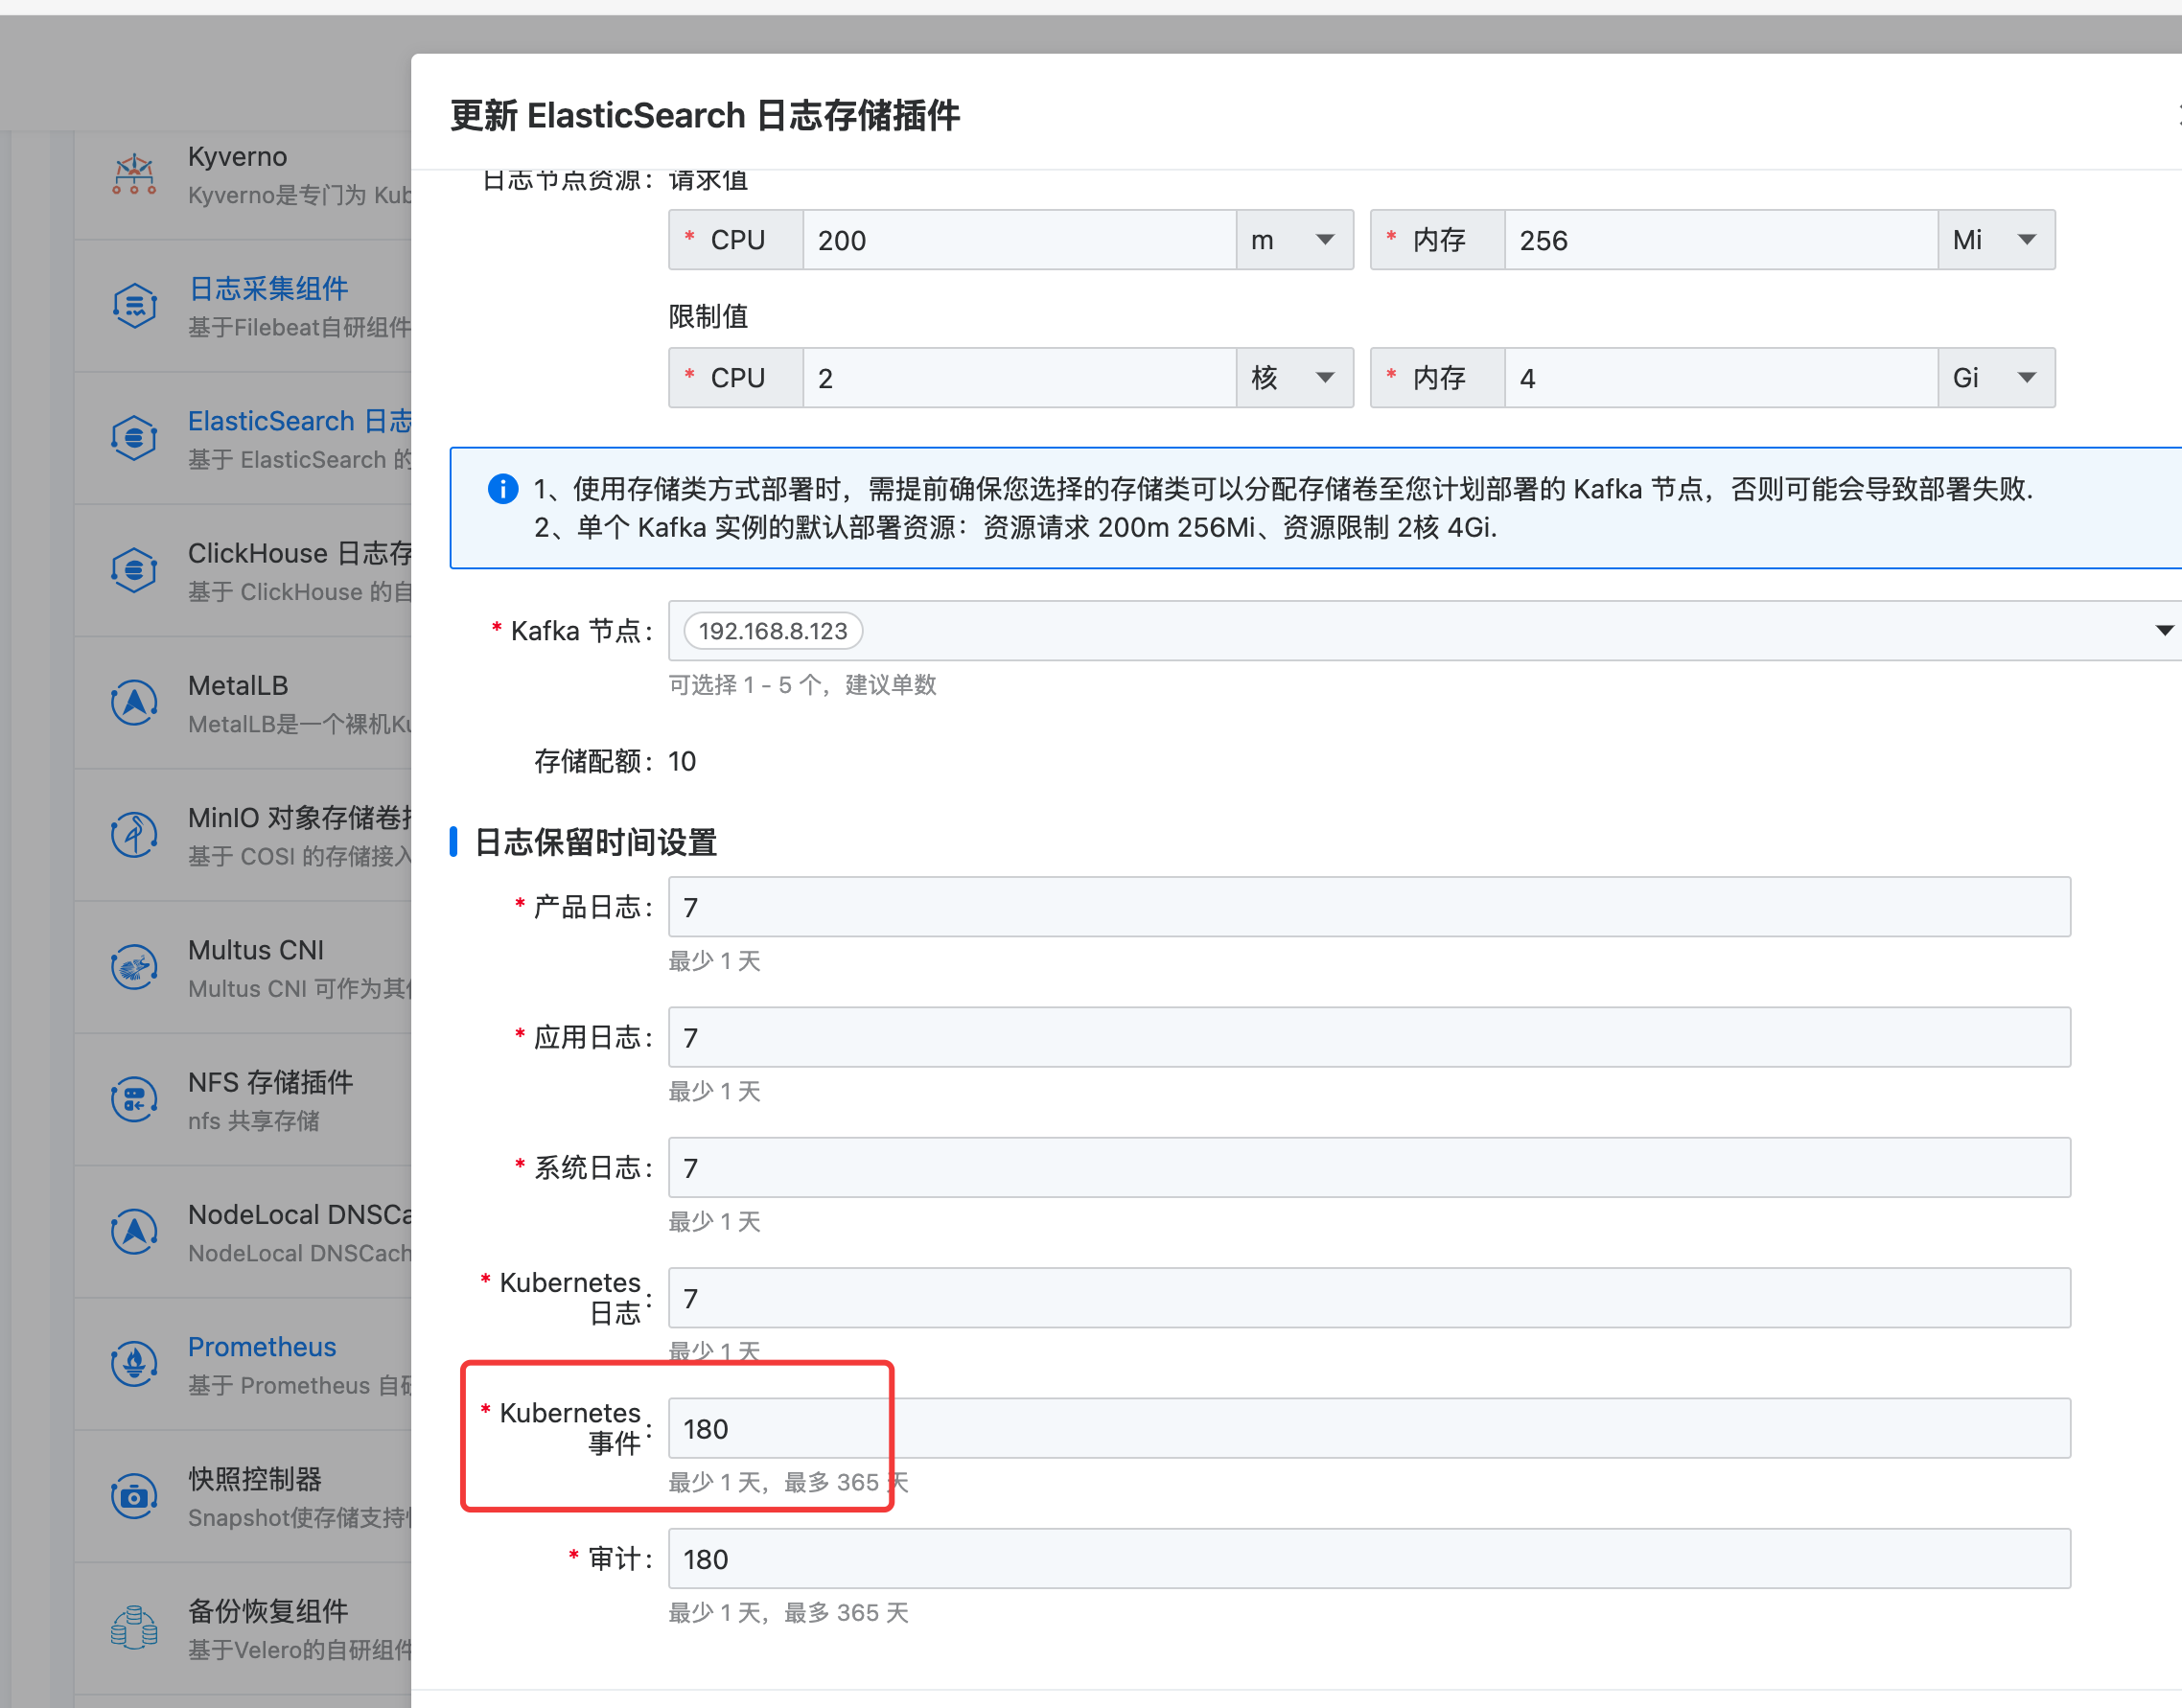 更新 ElasticSearch 日志存储插件
Kyverno
Kyverno是专门为 Kub
日志采集组件
基于Filebeat自研组件
ElasticSearch 日志
基于 ElasticSearch 的
ClickHouse 日志存
基于 ClickHouse 的自
MetalLB
MetalLB是一个裸机Ku
MinIO 对象存储卷
基于 COSI 的存储接入
Multus CNI
Multus CNI 可作为其
NFS 存储插件
nfs 共享存储
NodeLocal DNSCa
NodeLocal DNSCach
Prometheus
基于 Prometheus 自研
快照控制器
Snapshot使存储支持
备份恢复组件
基于Velero的自研组件
日志节点资源: 请求值
* CPU 200 m * 内存 256 Mi
限制值
* CPU 2 核 * 内存 4 Gi
1、使用存储类方式部署时，需提前确保您选择的存储类可以分配存储卷至您计划部署的 Kafka 节点，否则可能会导致部署失败.
2、单个 Kafka 实例的默认部署资源：资源请求 200m 256Mi、资源限制 2核 4Gi.
* Kafka 节点: 192.168.8.123
可选择 1 - 5 个，建议单数
存储配额: 10
日志保留时间设置
* 产品日志: 7
最少 1 天
* 应用日志: 7
最少 1 天
* 系统日志: 7
最少 1 天
* Kubernetes
日志: 7
最少 1 天
* Kubernetes
事件: 180
最少 1 天，最多 365 天
* 审计: 180
最少 1 天，最多 365 天